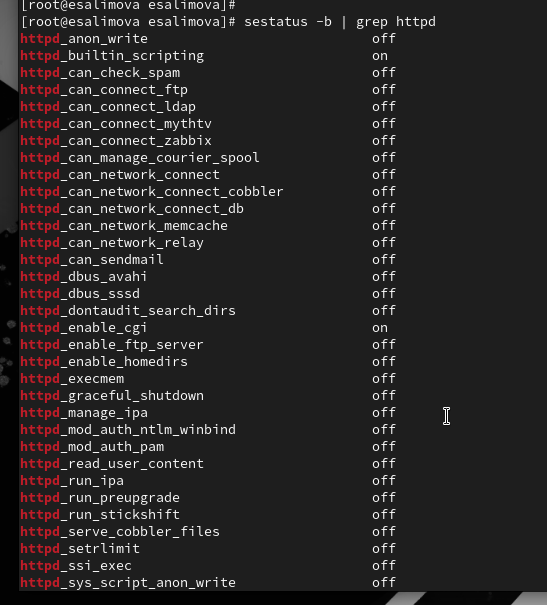 [root@esalimova esalimova]#
[root@esalimova esalimova]# sestatus -b | grep httpd
httpd_anon_write off
httpd_builtin_scripting on
httpd_can_check_spam off
httpd_can_connect_ftp off
httpd_can_connect_ldap off
httpd_can_connect_mythtv off
httpd_can_connect_zabbix off
httpd_can_manage_courier_spool off
httpd_can_network_connect off
httpd_can_network_connect_cobbler off
httpd_can_network_connect_db off
httpd_can_network_memcache off
httpd_can_network_relay off
httpd_can_sendmail off
httpd_dbus_avahi off
httpd_dbus_sssd off
httpd_dontaudit_search_dirs off
httpd_enable_cgi on
httpd_enable_ftp_server off
httpd_enable_homedirs off
httpd_execmem off
httpd_graceful_shutdown off
httpd_manage_ipa off
httpd_mod_auth_ntlm_winbind off
httpd_mod_auth_pam off
httpd_read_user_content off
httpd_run_ipa off
httpd_run_preupgrade off
httpd_run_stickshift off
httpd_serve_cobbler_files off
httpd_setrlimit off
httpd_ssi_exec off
httpd_sys_script_anon_write off